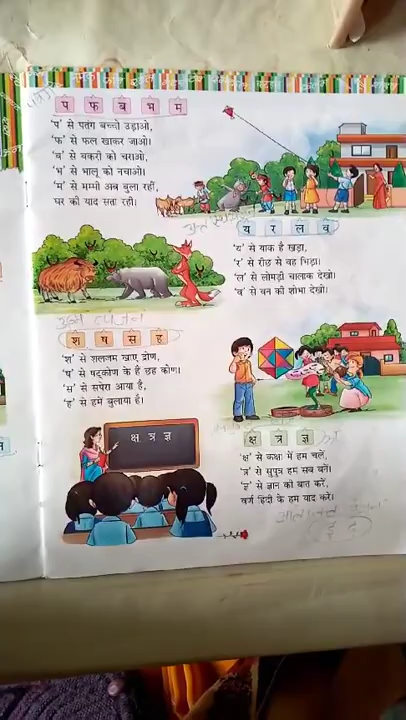 प फ ब भ म
'प' से पतंग बच्चो उड़ाओ,
'फ' से फल खाकर जाओ।
'ब' से बकरी को चराओ,
'भ' से भालू को नचाओ।
'म' से मम्मी अब बुला रहीं,
घर की याद सता रही।
य र ल व
'य' से याक है खड़ा,
'र' से रीछ से वह भिड़ा।
'ल' से लोमड़ी चालाक देखो।
'व' से वन की शोभा देखो।
श ष स ह
'श' से शलजम खाए द्रोण,
'ष' से षट्कोण के हैं छह कोण।
'स' से सपेरा आया है,
'ह' से हमें बुलाया है।
क्ष त्र ज्ञ
क्ष त्र ज्ञ
'क्ष' से कक्षा में हम चलें,
'त्र' से सुपुत्र हम सब बनें।
'ज्ञ' से ज्ञान की बात करें,
वर्ण हिंदी के हम याद करें।